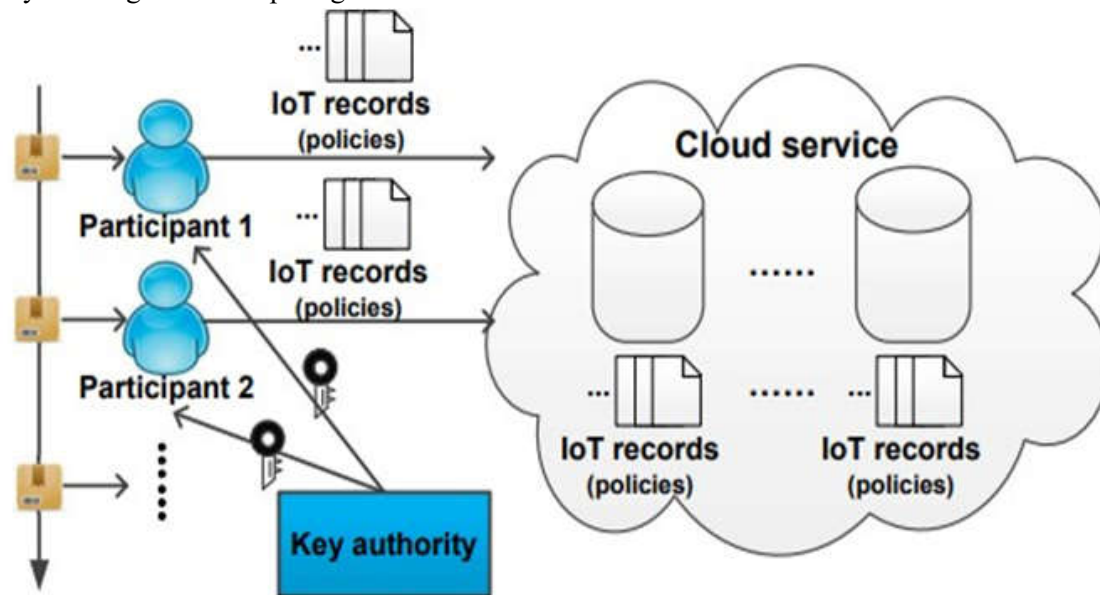 IoT records
(policies)
Cloud service
Participant 1
IoT records
(policies)
......
Participant 2
IoT records
(policies)
......
IoT records
(policies)
Key authority